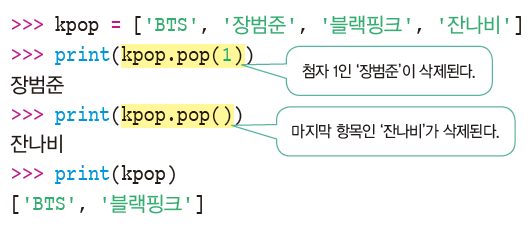 >>> kpop = ['BTS', '장범준', '블랙핑크', '잔나비']
>>> print(kpop.pop(1))
첨자 1인 '장범준'이 삭제된다.
장범준
>>> print(kpop.pop())
마지막 항목인 '잔나비'가 삭제된다.
잔나비
>>> print(kpop)
['BTS', '블랙핑크']